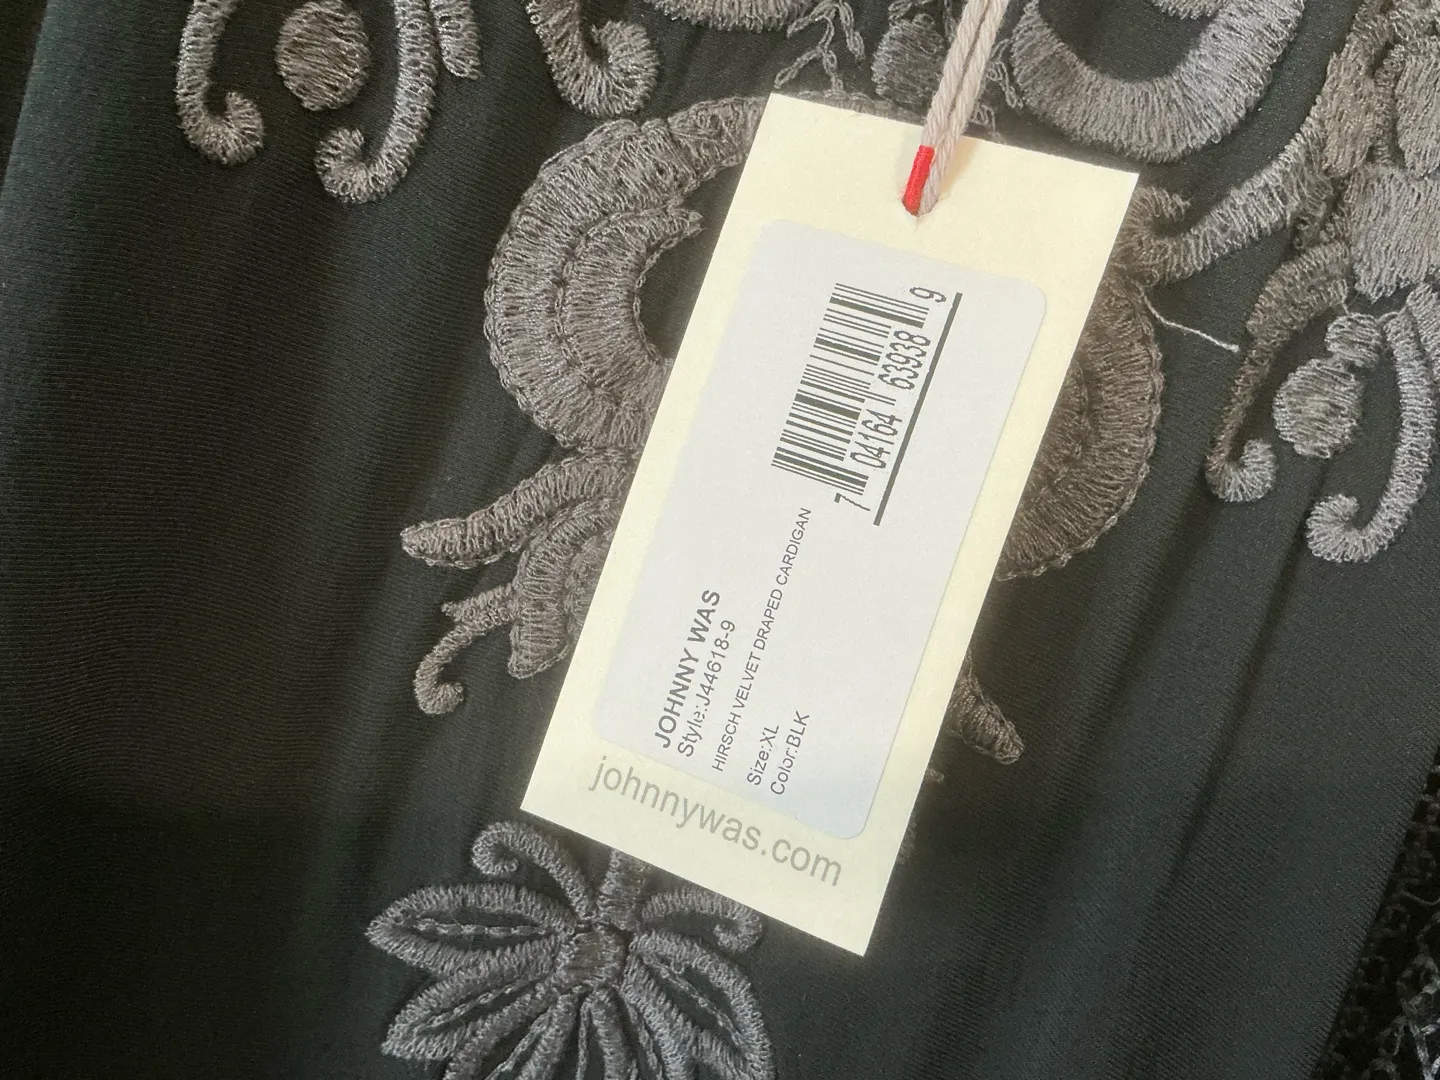 7 04164 63938 9
JOHNNY WAS
Style:J44618-9
HIRSCH VELVET DRAPED CARDIGAN
Size:XL
Color:BLK
johnnywas.com